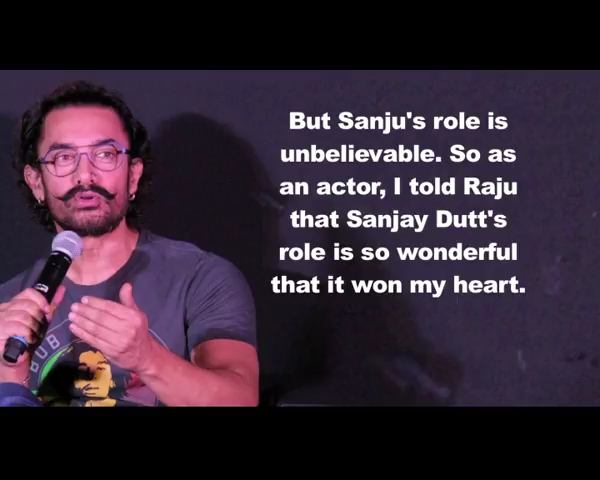 But Sanju's role is
unbelievable. So as
an actor, I told Raju
that Sanjay Dutt's
role is so wonderful
that it won my heart.
BOB